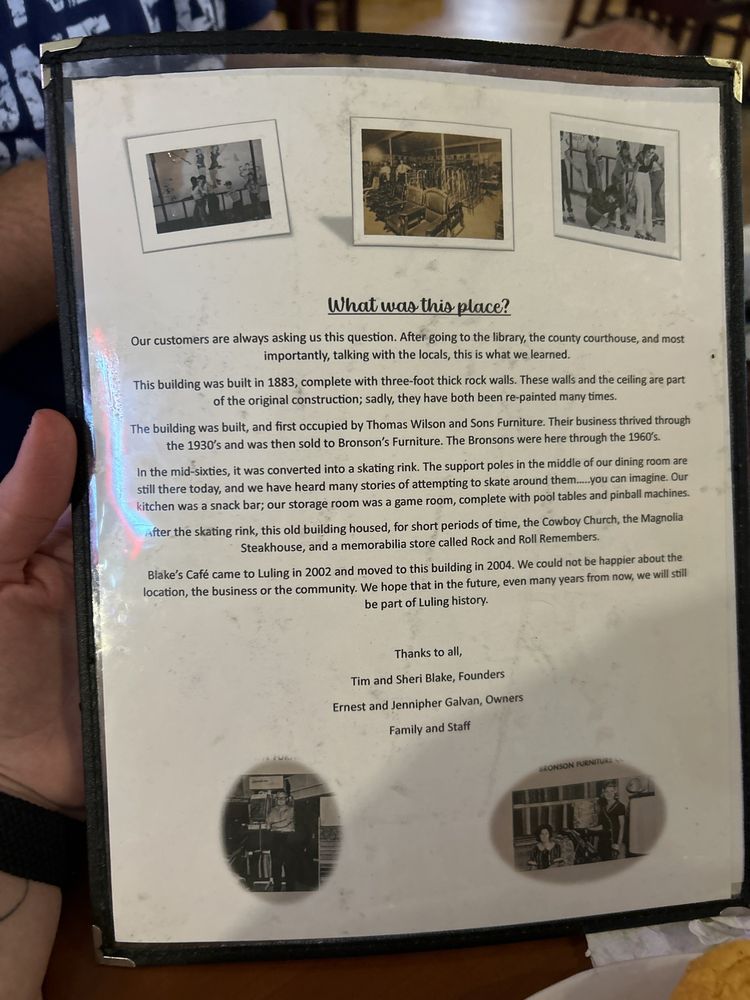 What was this place?
Our customers are always asking us this question. After going to the library, the county courthouse, and most
importantly, talking with the locals, this is what we learned.
This building was built in 1883, complete with three-foot thick rock walls. These walls and the ceiling are part
of the original construction; sadly, they have both been re-painted many times.
The building was built, and first occupied by Thomas Wilson and Sons Furniture. Their business thrived through
the 1930's and was then sold to Bronson's Furniture. The Bronsons were here through the 1960's.
In the mid-sixties, it was converted into a skating rink. The support poles in the middle of our dining room are
still there today, and we have heard many stories of attempting to skate around them.....you can imagine. Our
kitchen was a snack bar; our storage room was a game room, complete with pool tables and pinball machines.
After the skating rink, this old building housed, for short periods of time, the Cowboy Church, the Magnolia
Steakhouse, and a memorabilia store called Rock and Roll Remembers.
Blake's Café came to Luling in 2002 and moved to this building in 2004. We could not be happier about the
location, the business or the community. We hope that in the future, even many years from now, we will still
be part of Luling history.
Thanks to all,
Tim and Sheri Blake, Founders
Ernest and Jennipher Galvan, Owners
Family and Staff
BRONSON FURNITURE